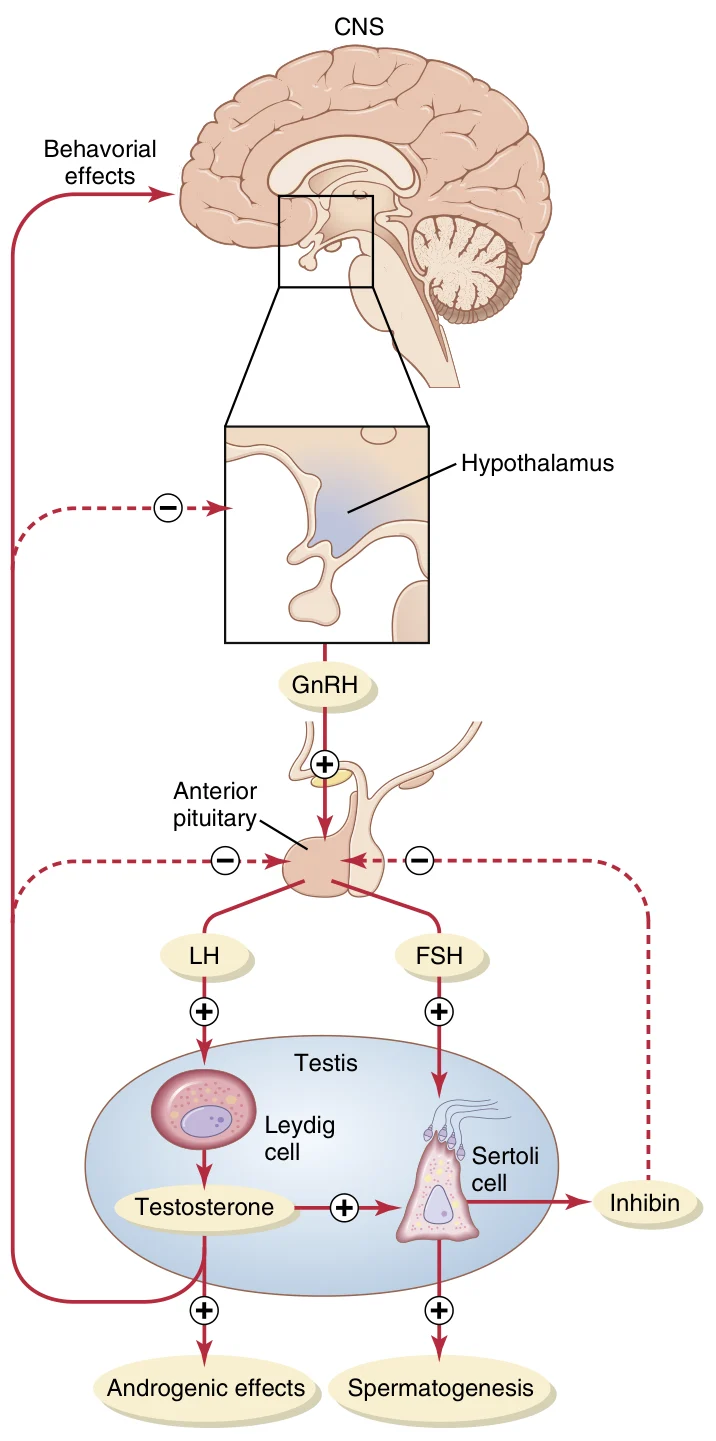 CNS
Behavorial
effects
Hypothalamus
−
GnRH
+
Anterior
pituitary
−
−
LH
FSH
+
+
Testis
Leydig
cell
Sertoli
cell
Testosterone
+
Inhibin
+
+
Androgenic effects
Spermatogenesis